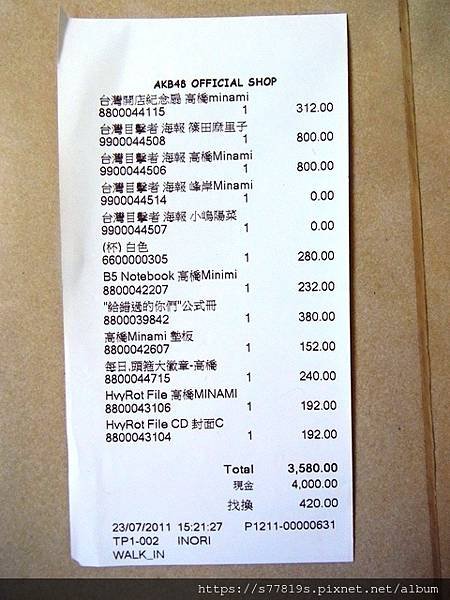 AKB48 OFFICIAL SHOP
台灣開店紀念扇 高橋minami
8800044115 1 312.00
台灣目擊者 海報 篠田麻里子
9900044508 1 800.00
台灣目擊者 海報 高橋Minami
9900044506 1 800.00
台灣目擊者 海報 峰岸Minami
9900044514 1 0.00
台灣目擊者 海報 小嗚陽菜
9900044507 1 0.00
(杯) 白色
6600000305 1 280.00
B5 Notebook 高橋Minimi
8800042207 1 232.00
"給錯過的你們"公式冊
8800039842 1 380.00
高橋Minami 墊板
8800042607 1 152.00
每日,頭箍大徽章-高橋
8800044715 1 240.00
HvyRot File 高橋MINAMI
8800043106 1 192.00
HvyRot File CD 封面C
8800043104 1 192.00
Total 3,580.00
現金 4,000.00
找換 420.00
23/07/2011 15:21:27 P1211-00000631
TP1-002 INORI
WALK_IN
https://s77819s.pixnet.net/album